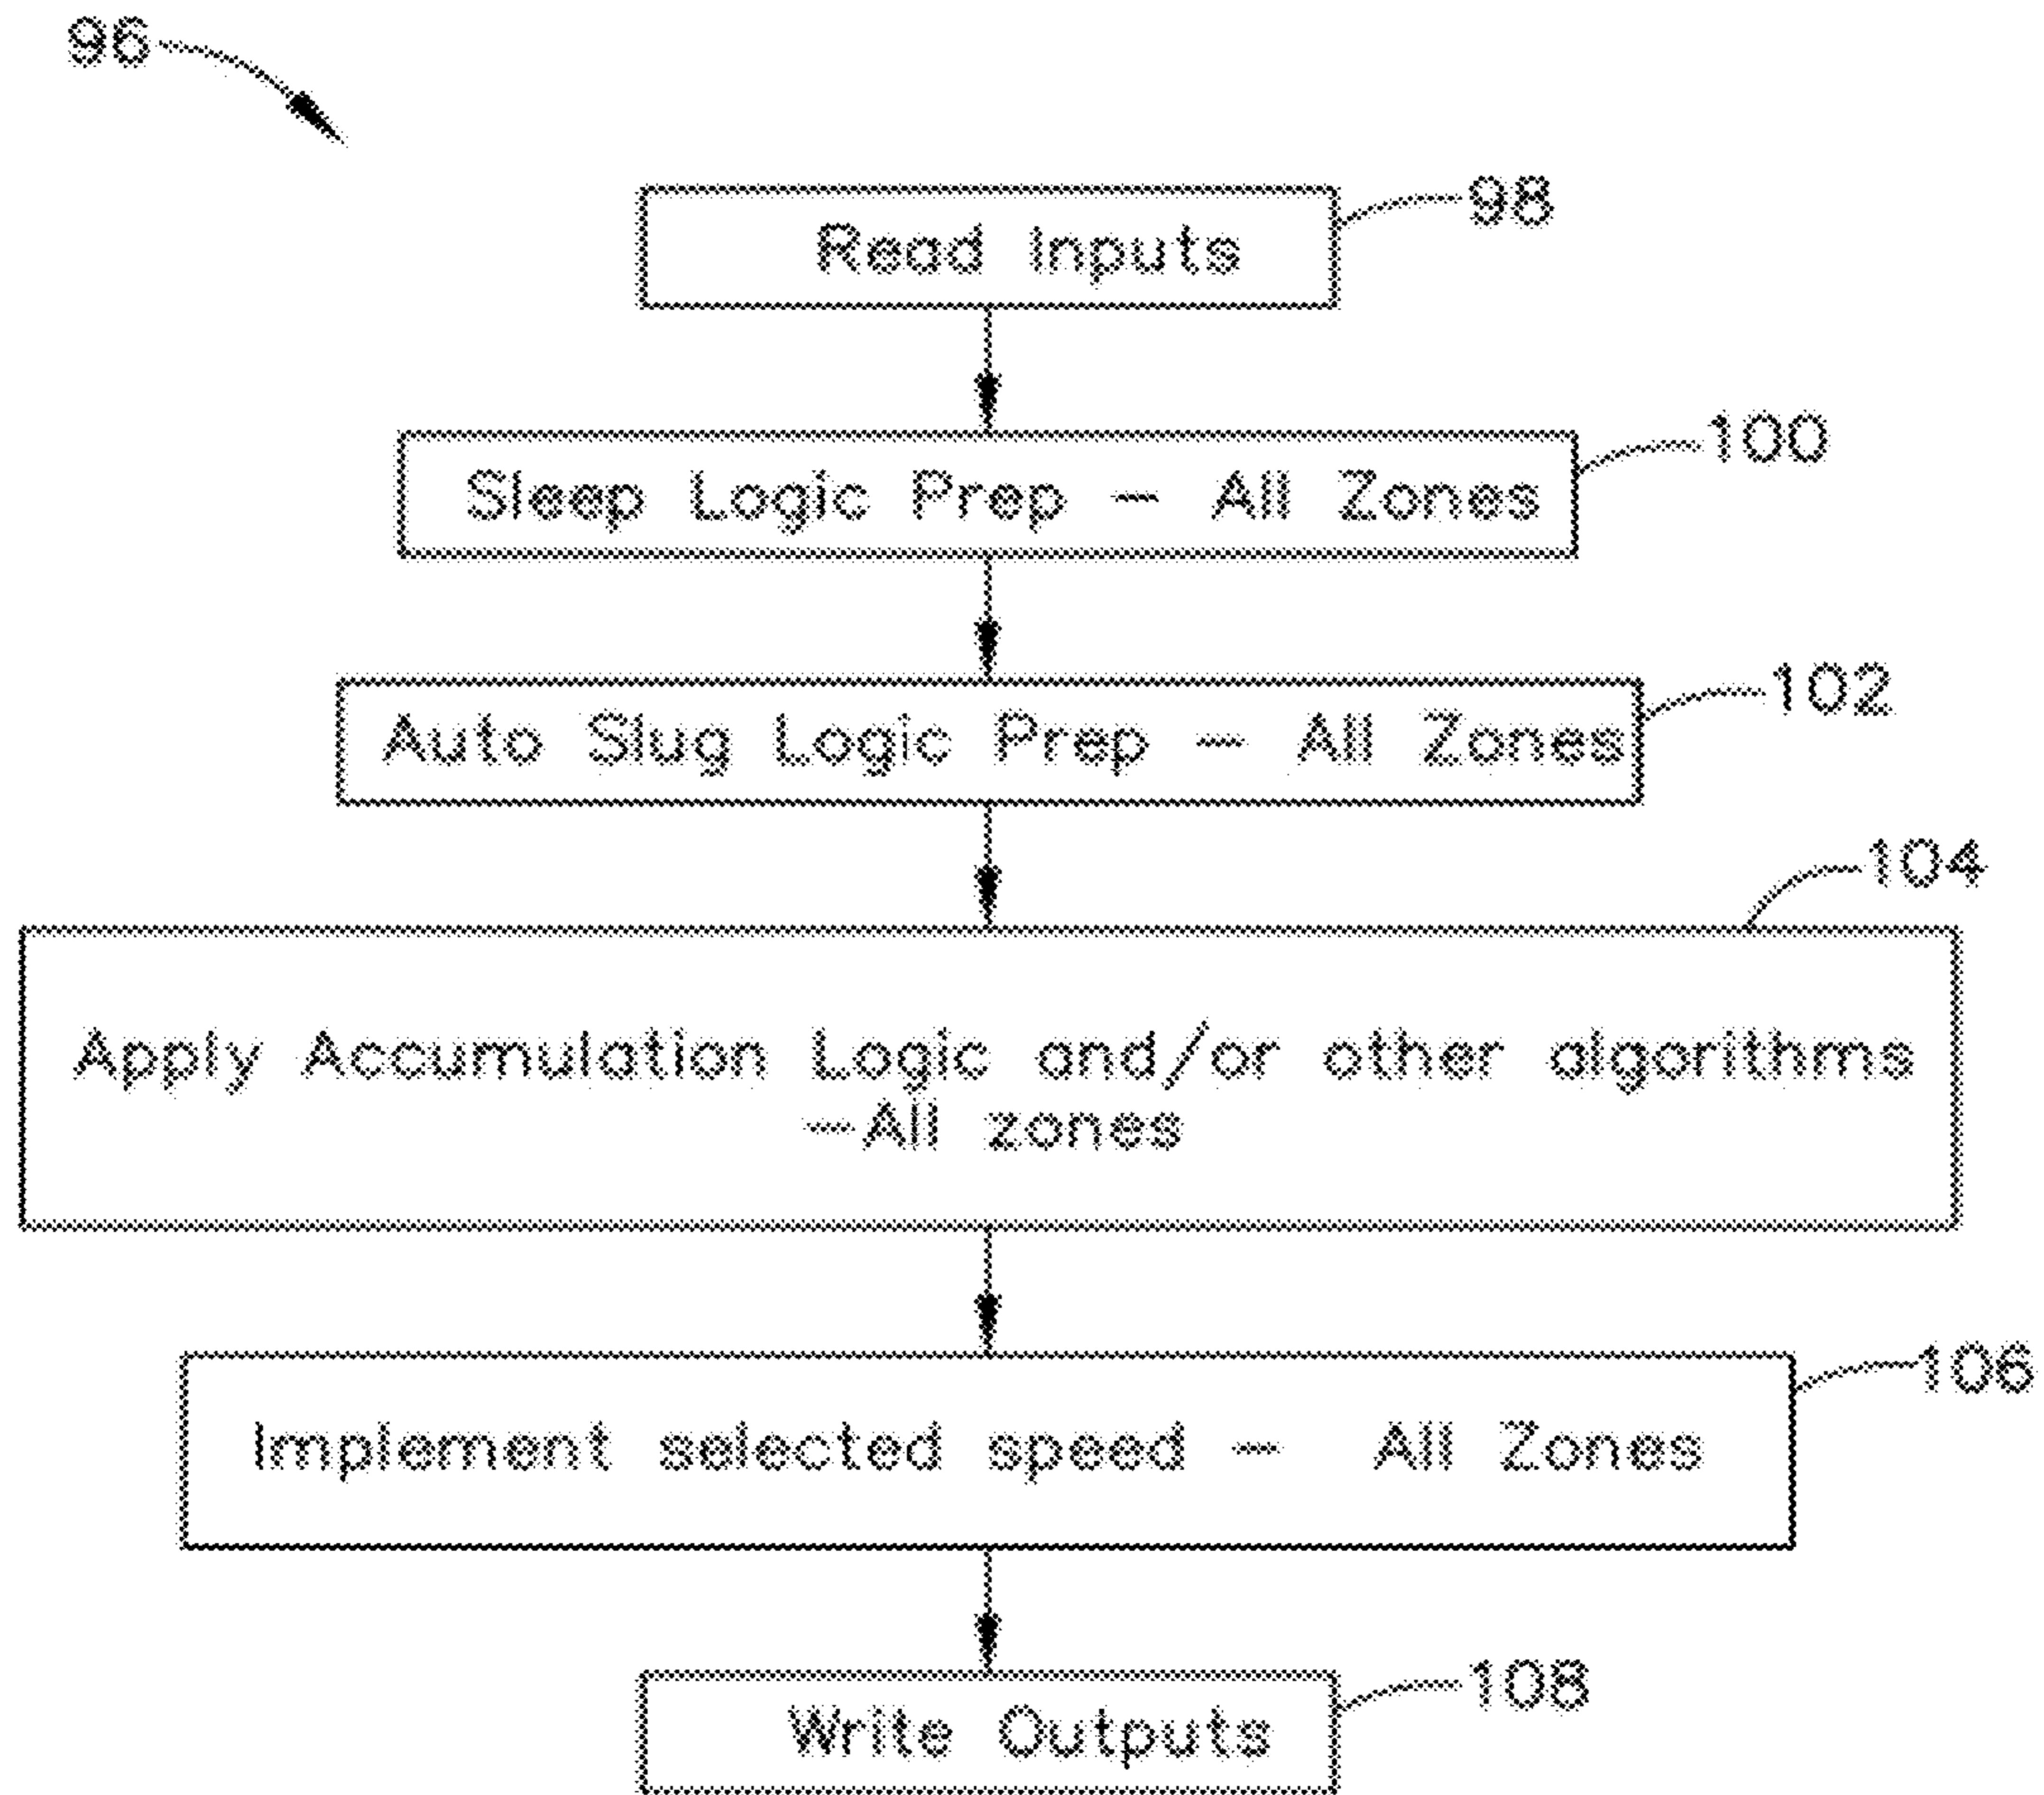 96
98
Read Inputs
100
Sleep Logic Prep — All Zones
102
Auto Slug Logic Prep — All Zones
104
Apply Accumulation Logic and/or other algorithms
—All zones
106
Implement selected speed — All Zones
108
Write Outputs